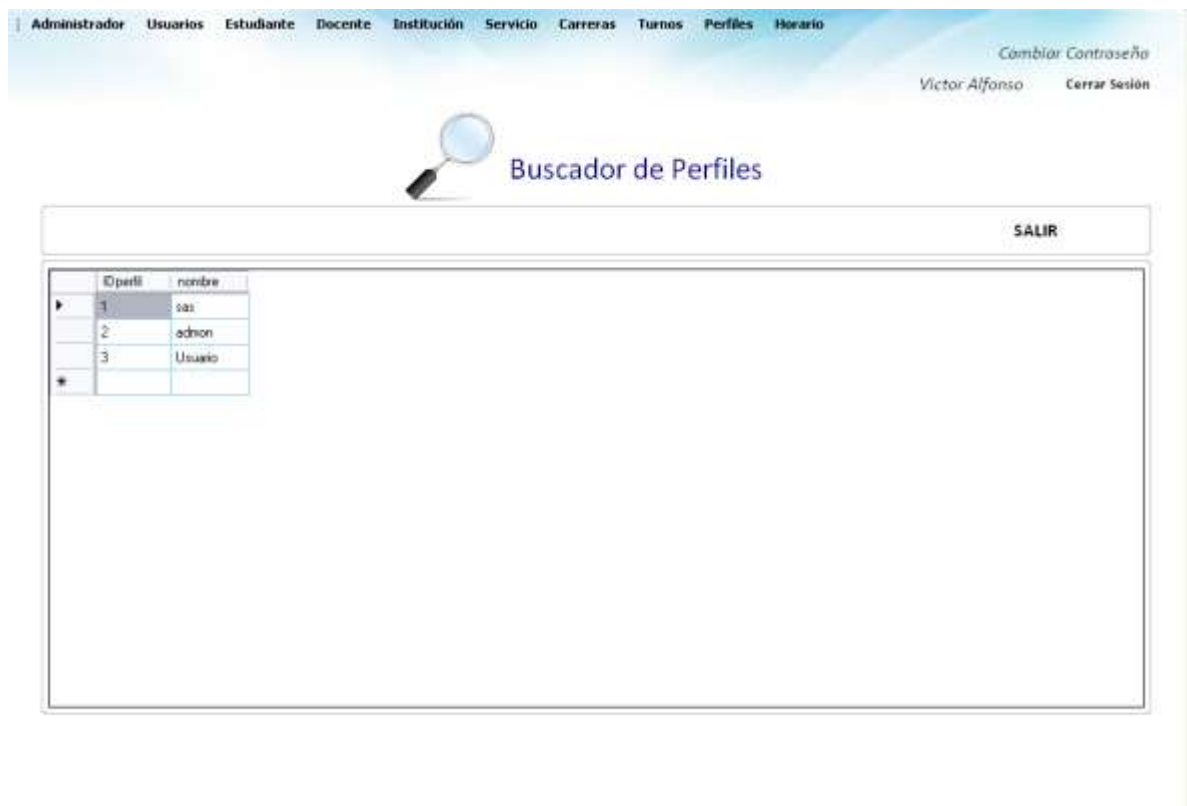 Administrador Usuarios Estudiante Docente Institución Servicio Carreras Turnos Perfiles Horario
Cambiar Contraseña
Victor Alfonso Cerrar Sesión
Buscador de Perfiles
SALIR
IDperfil nombre
1 sas
2 admon
3 Usuario